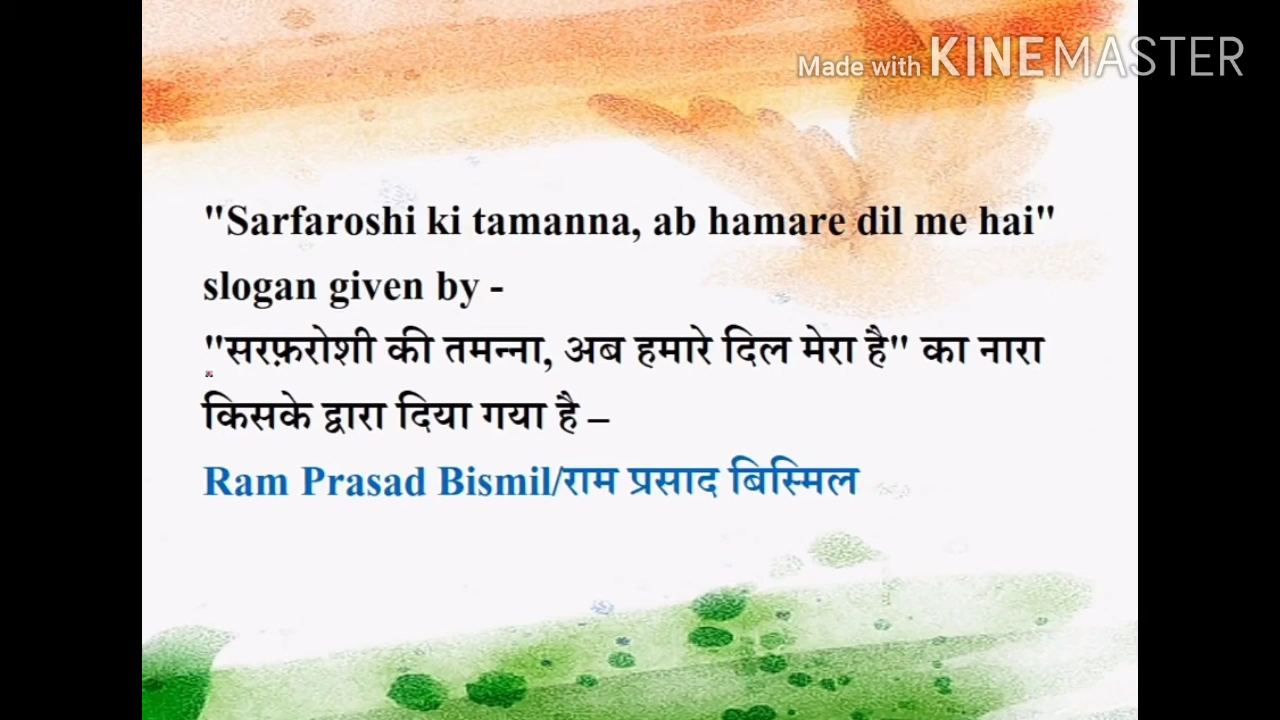 Made with KINEMASTER
"Sarfaroshi ki tamanna, ab hamare dil me hai"
slogan given by -
"सरफ़रोशी की तमन्ना, अब हमारे दिल मेरा है" का नारा
किसके द्वारा दिया गया है –
Ram Prasad Bismil/राम प्रसाद बिस्मिल